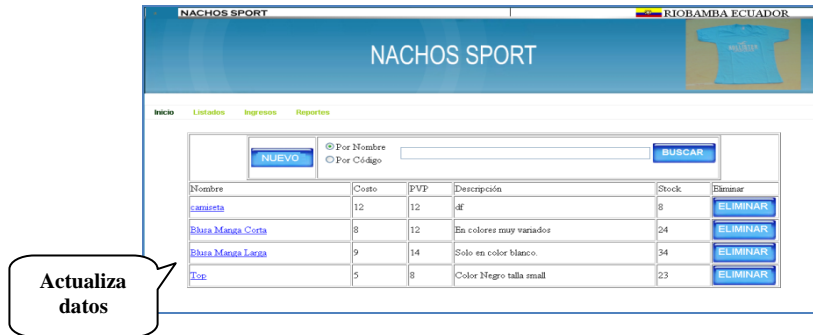 NACHOS SPORT
RIOBAMBA ECUADOR
NACHOS SPORT
Inicio Listados Ingresos Reportes
NUEVO Por Nombre BUSCAR
Por Código
Nombre Costo PVP Descripción Stock Eliminar
camiseta 12 12 df 8 ELIMINAR
Blusa Manga Corta 8 12 En colores muy variados 24 ELIMINAR
Blusa Manga Larga 9 14 Solo en color blanco. 34 ELIMINAR
Top 5 8 Color Negro talla small 23 ELIMINAR
Actualiza
datos